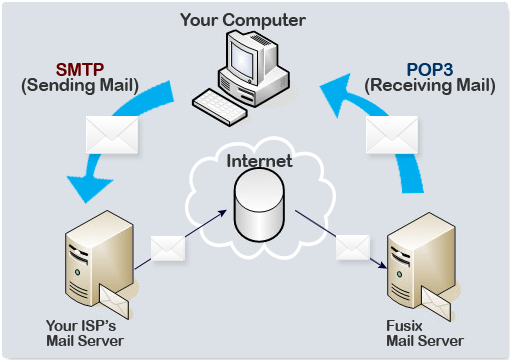 Your Computer
SMTP
(Sending Mail)
POP3
(Receiving Mail)
Internet
Your ISP's
Mail Server
Fusix
Mail Server